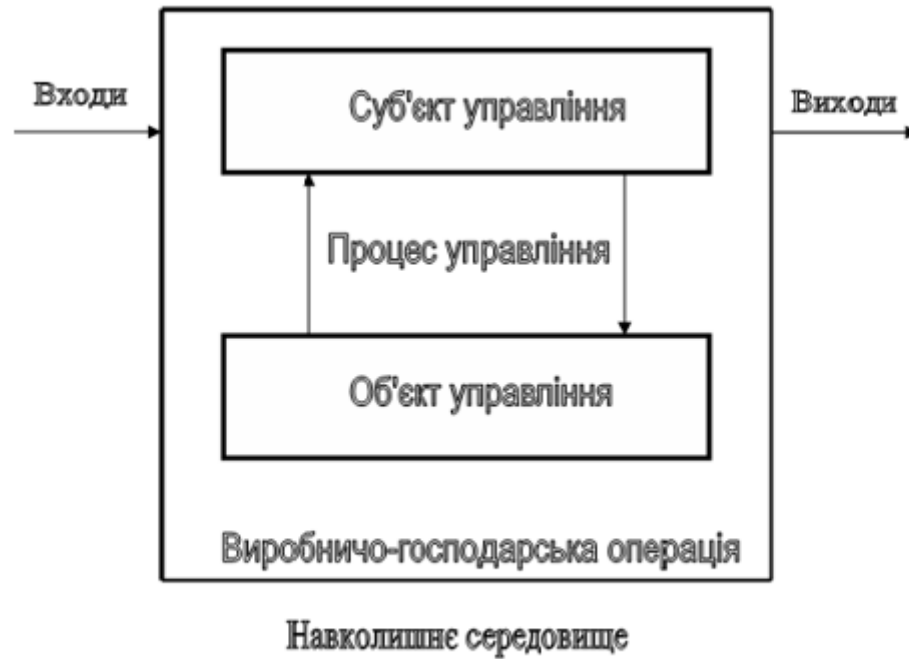 Входи
Суб'єкт управління
Виходи
Процес управління
Об'єкт управління
Виробничо-господарська операція
Навколишнє середовище